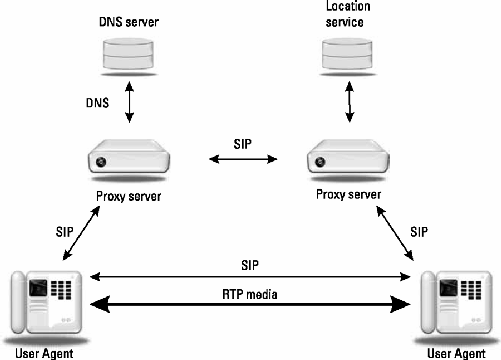 DNS server
Location
service
DNS
SIP
Proxy server
Proxy server
SIP
SIP
SIP
RTP media
User Agent
User Agent